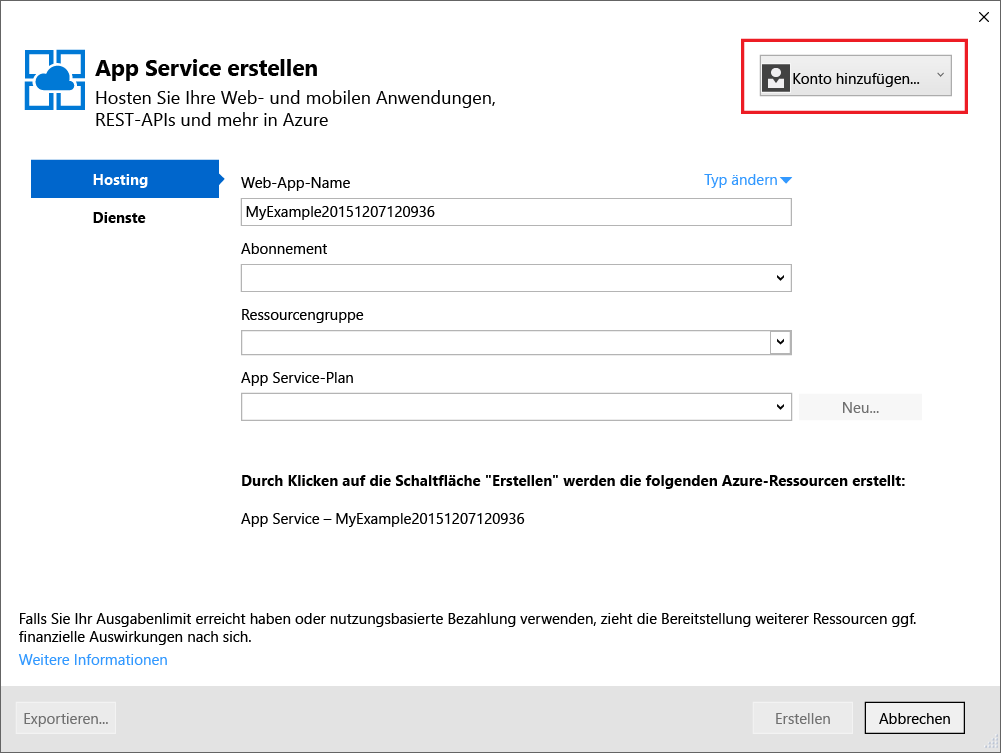 App Service erstellen
Hosten Sie Ihre Web- und mobilen Anwendungen,
REST-APIs und mehr in Azure
Konto hinzufügen...
Hosting
Dienste
Web-App-Name
Typ ändern
MyExample20151207120936
Abonnement
Ressourcengruppe
App Service-Plan
Neu...
Durch Klicken auf die Schaltfläche "Erstellen" werden die folgenden Azure-Ressourcen erstellt:
App Service – MyExample20151207120936
Falls Sie Ihr Ausgabenlimit erreicht haben oder nutzungsbasierte Bezahlung verwenden, zieht die Bereitstellung weiterer Ressourcen ggf.
finanzielle Auswirkungen nach sich.
Weitere Informationen
Exportieren...
Erstellen
Abbrechen